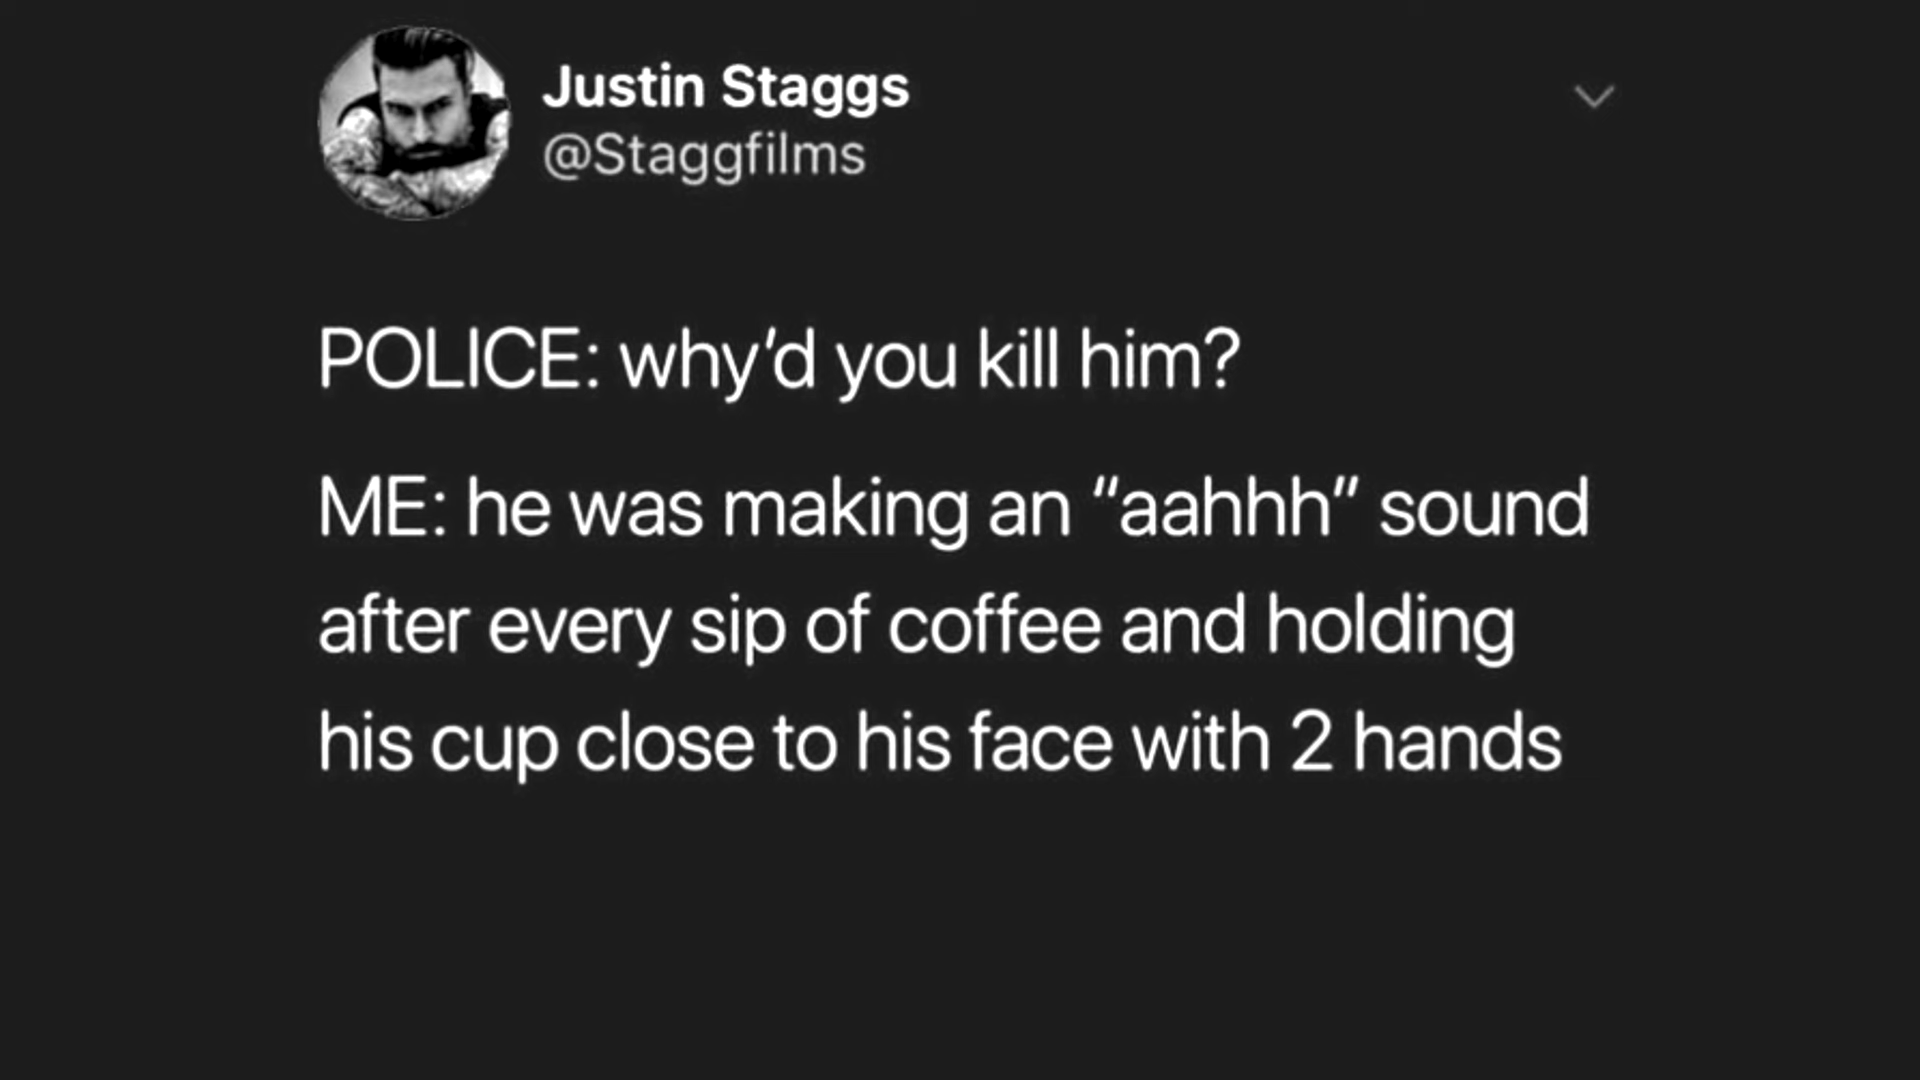 Justin Staggs
@Staggfilms
POLICE: why’d you kill him?
ME: he was making an “aahhh” sound
after every sip of coffee and holding
his cup close to his face with 2 hands